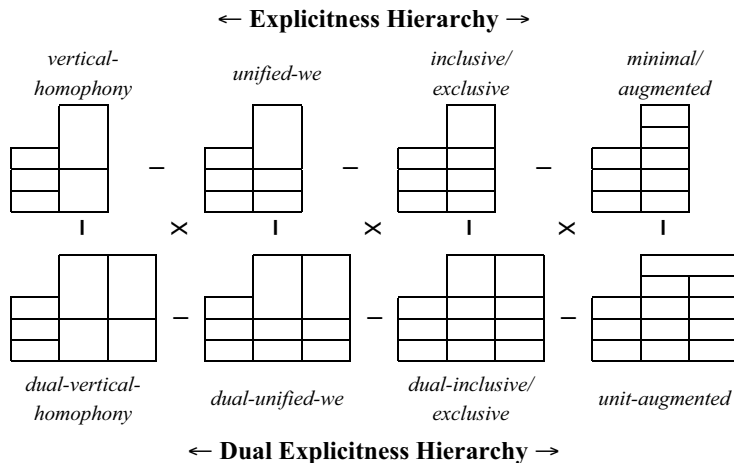 ← Explicitness Hierarchy →
vertical-
homophony
unified-we
inclusive/
exclusive
minimal/
augmented
– – –
– × – × – × –
– – –
dual-vertical-
homophony
dual-unified-we
dual-inclusive/
exclusive
unit-augmented
← Dual Explicitness Hierarchy →